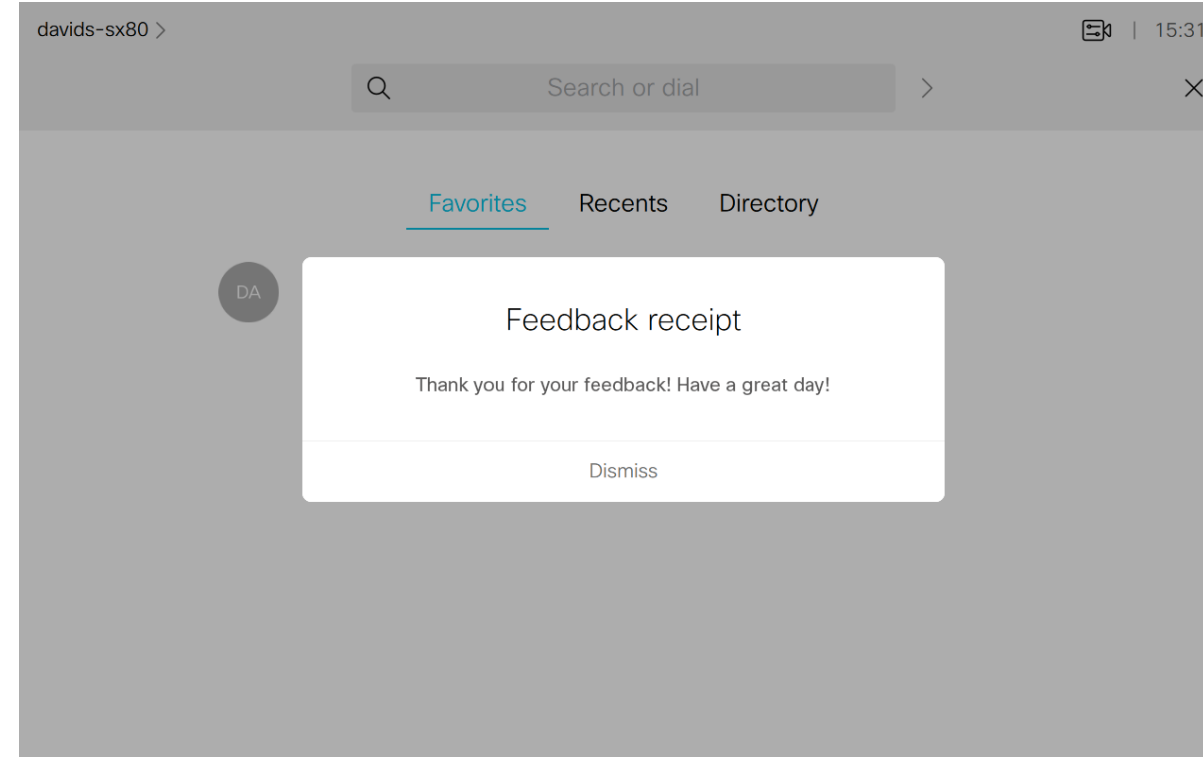 davids-sx80 >
| 15:31
Search or dial >
Favorites Recents Directory
DA
Feedback receipt
Thank you for your feedback! Have a great day!
Dismiss